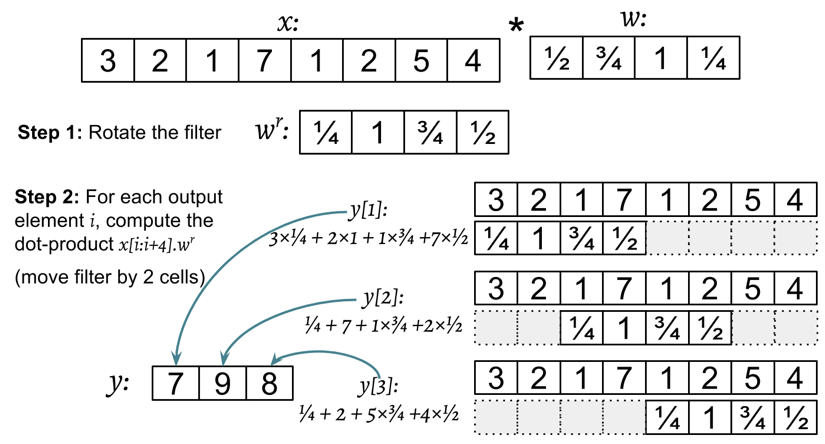 x: * w:
3 2 1 7 1 2 5 4 ½ ¾ 1 ¼
Step 1: Rotate the filter wʳ: ¼ 1 ¾ ½
Step 2: For each output
element i, compute the
dot-product x[i:i+4].wʳ
(move filter by 2 cells)
y[1]:
3×¼ + 2×1 + 1×¾ +7×½
3 2 1 7 1 2 5 4
¼ 1 ¾ ½
y[2]:
¼ + 7 + 1×¾ +2×½
3 2 1 7 1 2 5 4
¼ 1 ¾ ½
y: 7 9 8
y[3]:
¼ + 2 + 5×¾ +4×½
3 2 1 7 1 2 5 4
¼ 1 ¾ ½